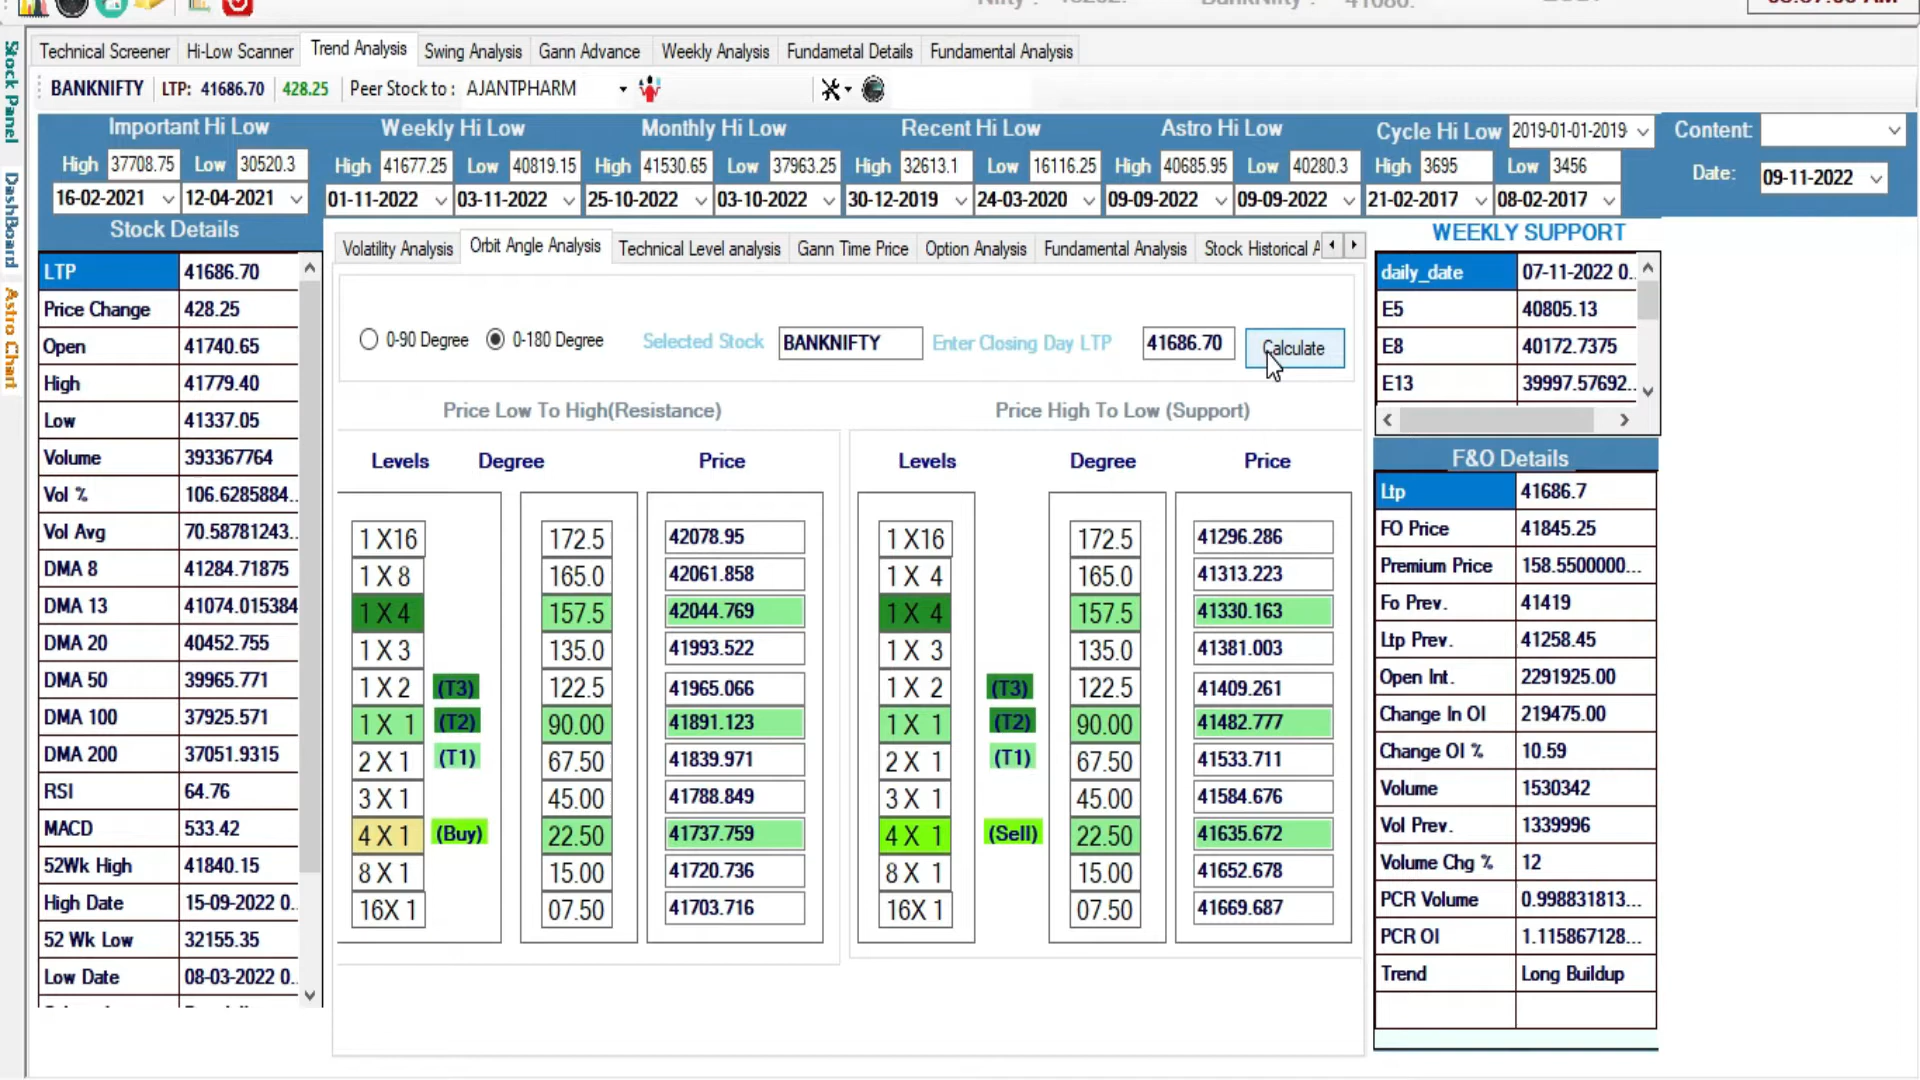 Technical Screener Hi-Low Scanner Trend Analysis Swing Analysis Gann Advance Weekly Analysis Fundametal Details Fundamental Analysis
Stock Panel
DashBoard
Astro Chart
BANKNIFTY LTP: 41686.70 428.25 Peer Stock to : AJANTPHARM
Important Hi Low Weekly Hi Low Monthly Hi Low Recent Hi Low Astro Hi Low Cycle Hi Low 2019-01-01-2019 Content:
High 37708.75 Low 30520.3 High 41677.25 Low 40819.15 High 41530.65 Low 37963.25 High 32613.1 Low 16116.25 High 40685.95 Low 40280.3 High 3695 Low 3456 Date: 09-11-2022
16-02-2021 12-04-2021 01-11-2022 03-11-2022 25-10-2022 03-10-2022 30-12-2019 24-03-2020 09-09-2022 09-09-2022 21-02-2017 08-02-2017
Stock Details
LTP 41686.70
Price Change 428.25
Open 41740.65
High 41779.40
Low 41337.05
Volume 393367764
Vol % 106.6285884..
Vol Avg 70.58781243..
DMA 8 41284.71875
DMA 13 41074.015384
DMA 20 40452.755
DMA 50 39965.771
DMA 100 37925.571
DMA 200 37051.9315
RSI 64.76
MACD 533.42
52Wk High 41840.15
High Date 15-09-2022 0..
52 Wk Low 32155.35
Low Date 08-03-2022 0..
Volatility Analysis Orbit Angle Analysis Technical Level analysis Gann Time Price Option Analysis Fundamental Analysis Stock Historical A
0-90 Degree 0-180 Degree Selected Stock BANKNIFTY Enter Closing Day LTP 41686.70 Calculate
Price Low To High(Resistance)
Levels Degree Price
1 X16 172.5 42078.95
1 X 8 165.0 42061.858
1 X 4 157.5 42044.769
1 X 3 135.0 41993.522
1 X 2 (T3) 122.5 41965.066
1 X 1 (T2) 90.00 41891.123
2 X 1 (T1) 67.50 41839.971
3 X 1 45.00 41788.849
4 X 1 (Buy) 22.50 41737.759
8 X 1 15.00 41720.736
16X 1 07.50 41703.716
Price High To Low (Support)
Levels Degree Price
1 X16 172.5 41296.286
1 X 4 165.0 41313.223
1 X 4 157.5 41330.163
1 X 3 135.0 41381.003
1 X 2 (T3) 122.5 41409.261
1 X 1 (T2) 90.00 41482.777
2 X 1 (T1) 67.50 41533.711
3 X 1 45.00 41584.676
4 X 1 (Sell) 22.50 41635.672
8 X 1 15.00 41652.678
16X 1 07.50 41669.687
WEEKLY SUPPORT
daily_date 07-11-2022 0..
E5 40805.13
E8 40172.7375
E13 39997.57692..
F&O Details
Ltp 41686.7
FO Price 41845.25
Premium Price 158.5500000...
Fo Prev. 41419
Ltp Prev. 41258.45
Open Int. 2291925.00
Change In OI 219475.00
Change OI % 10.59
Volume 1530342
Vol Prev. 1339996
Volume Chg % 12
PCR Volume 0.998831813...
PCR OI 1.115867128...
Trend Long Buildup